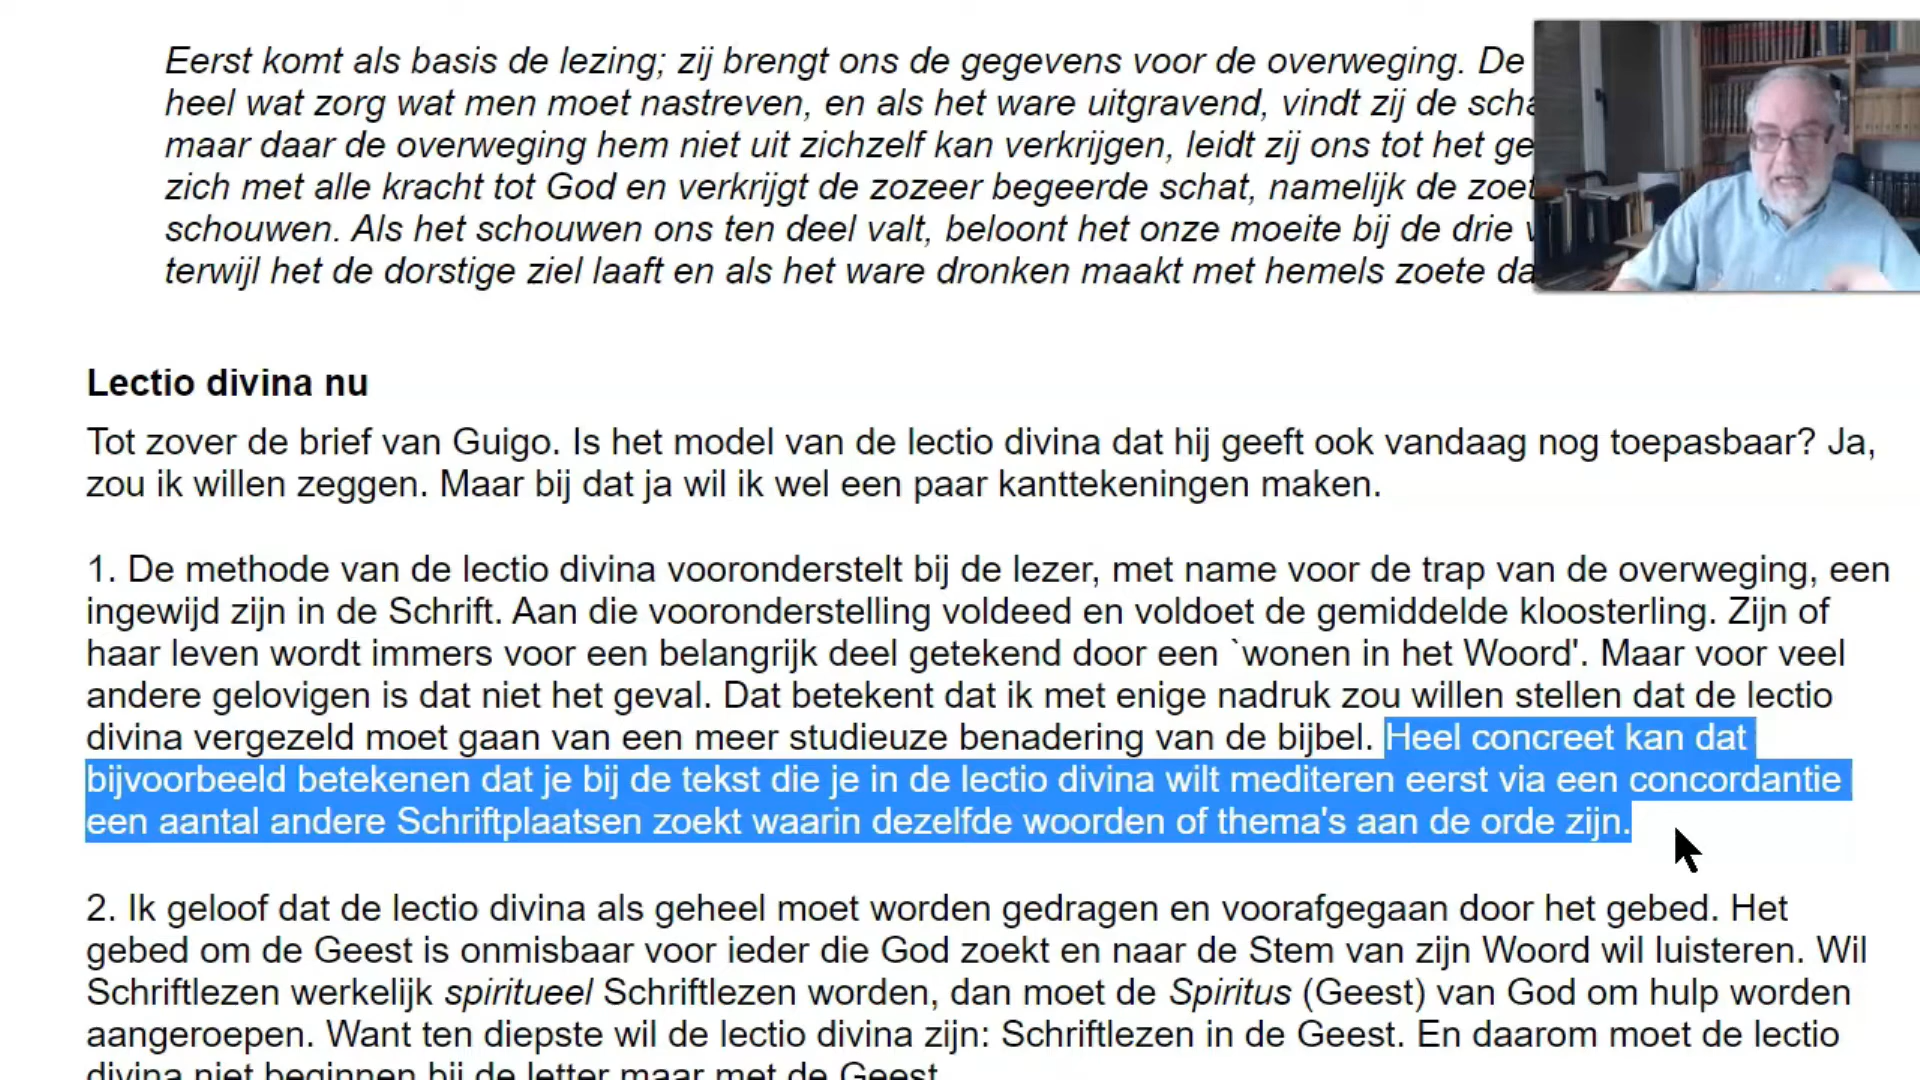 Eerst komt als basis de lezing; zij brengt ons de gegevens voor de overweging. De
heel wat zorg wat men moet nastreven, en als het ware uitgravend, vindt zij de
maar daar de overweging hem niet uit zichzelf kan verkrijgen, leidt zij ons tot het
zich met alle kracht tot God en verkrijgt de zozeer begeerde schat, namelijk de
schouwen. Als het schouwen ons ten deel valt, beloont het onze moeite bij de drie
terwijl het de dorstige ziel laaft en als het ware dronken maakt met hemels zoete
Lectio divina nu
Tot zover de brief van Guigo. Is het model van de lectio divina dat hij geeft ook vandaag nog toepasbaar? Ja,
zou ik willen zeggen. Maar bij dat ja wil ik wel een paar kanttekeningen maken.
1. De methode van de lectio divina vooronderstelt bij de lezer, met name voor de trap van de overweging, een
ingewijd zijn in de Schrift. Aan die vooronderstelling voldeed en voldoet de gemiddelde kloosterling. Zijn of
haar leven wordt immers voor een belangrijk deel getekend door een `wonen in het Woord'. Maar voor veel
andere gelovigen is dat niet het geval. Dat betekent dat ik met enige nadruk zou willen stellen dat de lectio
divina vergezeld moet gaan van een meer studieuze benadering van de bijbel. Heel concreet kan dat
bijvoorbeeld betekenen dat je bij de tekst die je in de lectio divina wilt mediteren eerst via een concordantie
een aantal andere Schriftplaatsen zoekt waarin dezelfde woorden of thema's aan de orde zijn.
2. Ik geloof dat de lectio divina als geheel moet worden gedragen en voorafgegaan door het gebed. Het
gebed om de Geest is onmisbaar voor ieder die God zoekt en naar de Stem van zijn Woord wil luisteren. Wil
Schriftlezen werkelijk spiritueel Schriftlezen worden, dan moet de Spiritus (Geest) van God om hulp worden
aangeroepen. Want ten diepste wil de lectio divina zijn: Schriftlezen in de Geest. En daarom moet de lectio
divina niet beginnen bij de letter maar met de Geest.